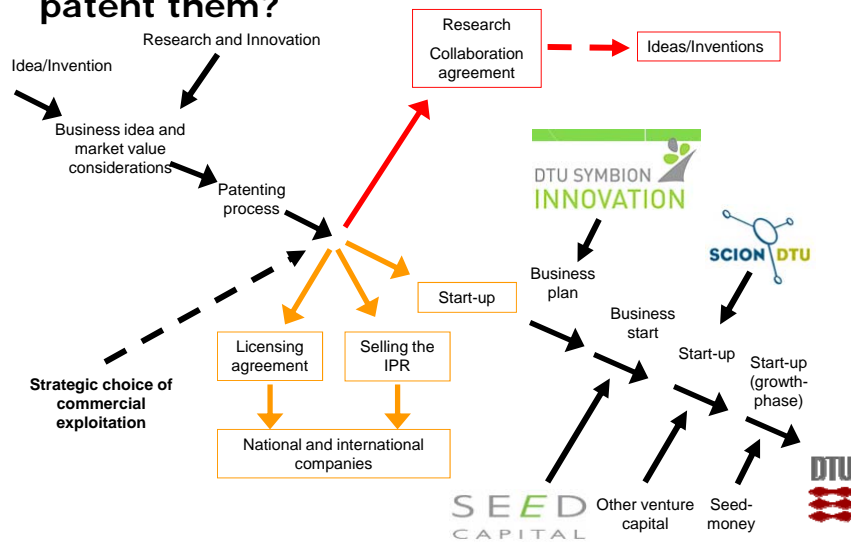 patent them?
Research and Innovation
Idea/Invention
Business idea and
market value
considerations
Patenting
process
Research
Collaboration
agreement
Ideas/Inventions
DTU SYMBION
INNOVATION
SCION DTU
Business
plan
Start-up
Business
start
Start-up
Start-up
(growth-
phase)
Licensing
agreement
Selling the
IPR
Strategic choice of
commercial
exploitation
National and international
companies
SEED
CAPITAL
Other venture
capital
Seed-
money
DTU